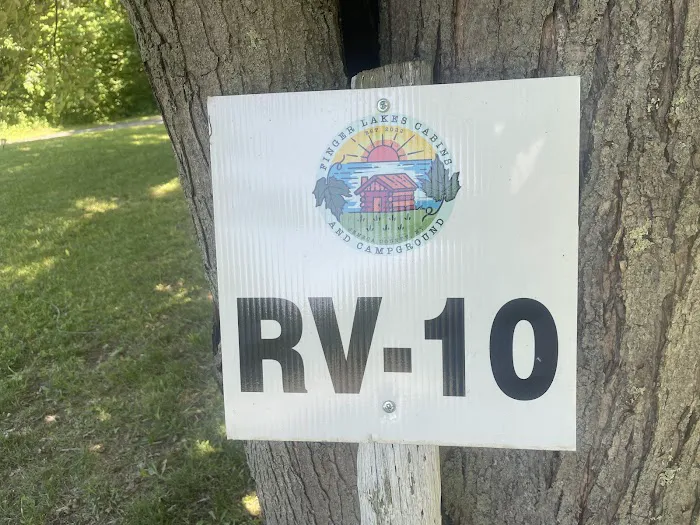 FINGER LAKES CABINS
AND CAMPGROUND
RV-10